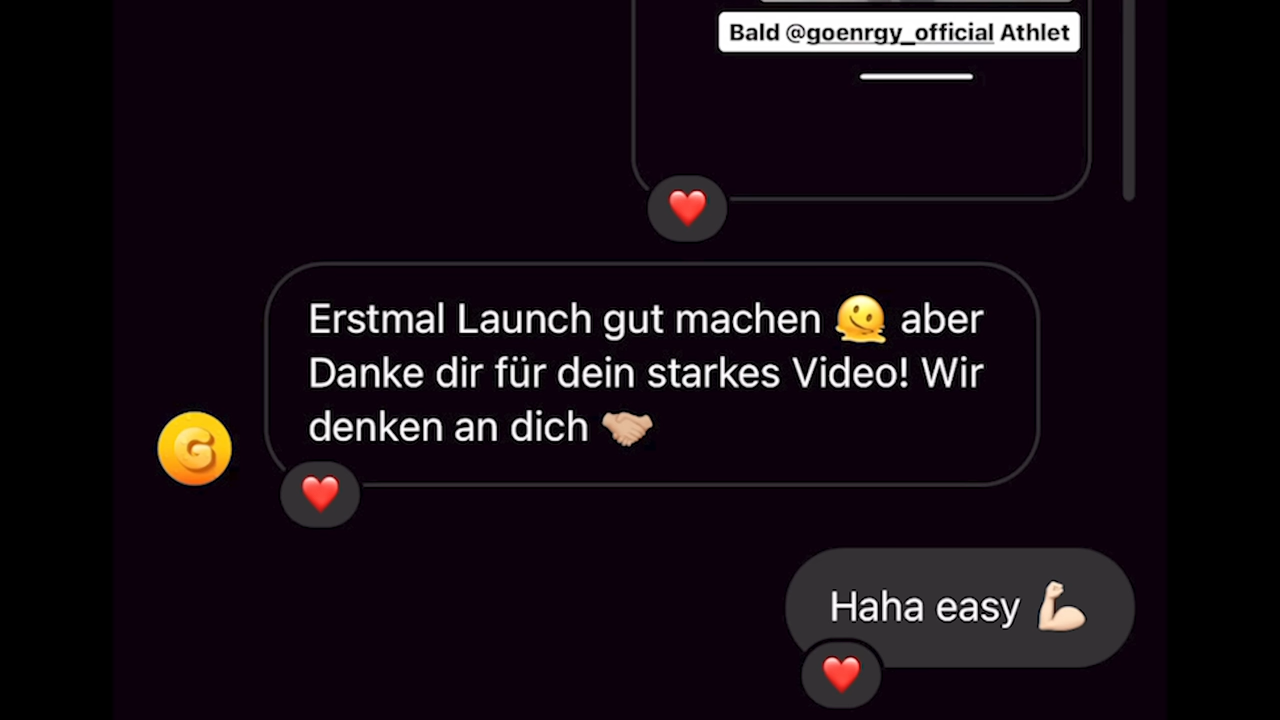 Bald @goenrgy_official Athlet
Erstmal Launch gut machen 🫠 aber
Danke dir für dein starkes Video! Wir
denken an dich 🤝🏼
G
Haha easy 💪🏻